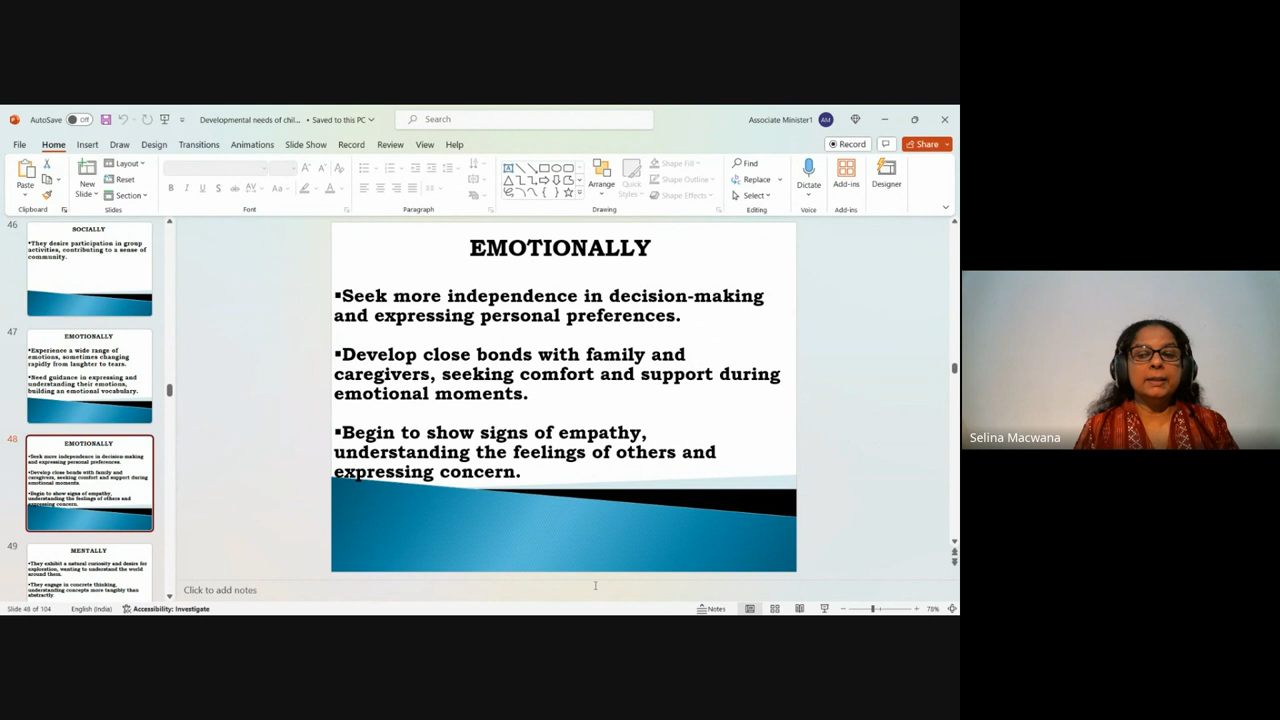 AutoSave Off Developmental needs of chil... • Saved to this PC Search Associate Minister1 AM
File Home Insert Draw Design Transitions Animations Slide Show Record Review View Help Record Share
Paste New Slide Layout Reset Section B I U S ab AV Aa A Arrange Quick Styles Shape Fill Shape Outline Shape Effects Find Replace Select Dictate Add-ins Designer
Clipboard Slides Font Paragraph Drawing Editing Voice Add-ins
46
SOCIALLY
▪They desire participation in group
activities, contributing to a sense of
community.
47
EMOTIONALLY
▪Experience a wide range of
emotions, sometimes changing
rapidly from laughter to tears.
▪Need guidance in expressing and
understanding their emotions,
building an emotional vocabulary.
48
EMOTIONALLY
▪Seek more independence in decision-making
and expressing personal preferences.
▪Develop close bonds with family and
caregivers, seeking comfort and support during
emotional moments.
▪Begin to show signs of empathy,
understanding the feelings of others and
expressing concern.
49
MENTALLY
▪They exhibit a natural curiosity and desire for
exploration, wanting to understand the world
around them.
▪They engage in concrete thinking,
understanding concepts more tangibly than
abstractly.
EMOTIONALLY
▪Seek more independence in decision-making
and expressing personal preferences.
▪Develop close bonds with family and
caregivers, seeking comfort and support during
emotional moments.
▪Begin to show signs of empathy,
understanding the feelings of others and
expressing concern.
Click to add notes
Slide 48 of 104 English (India) Accessibility: Investigate Notes 78%
Selina Macwana